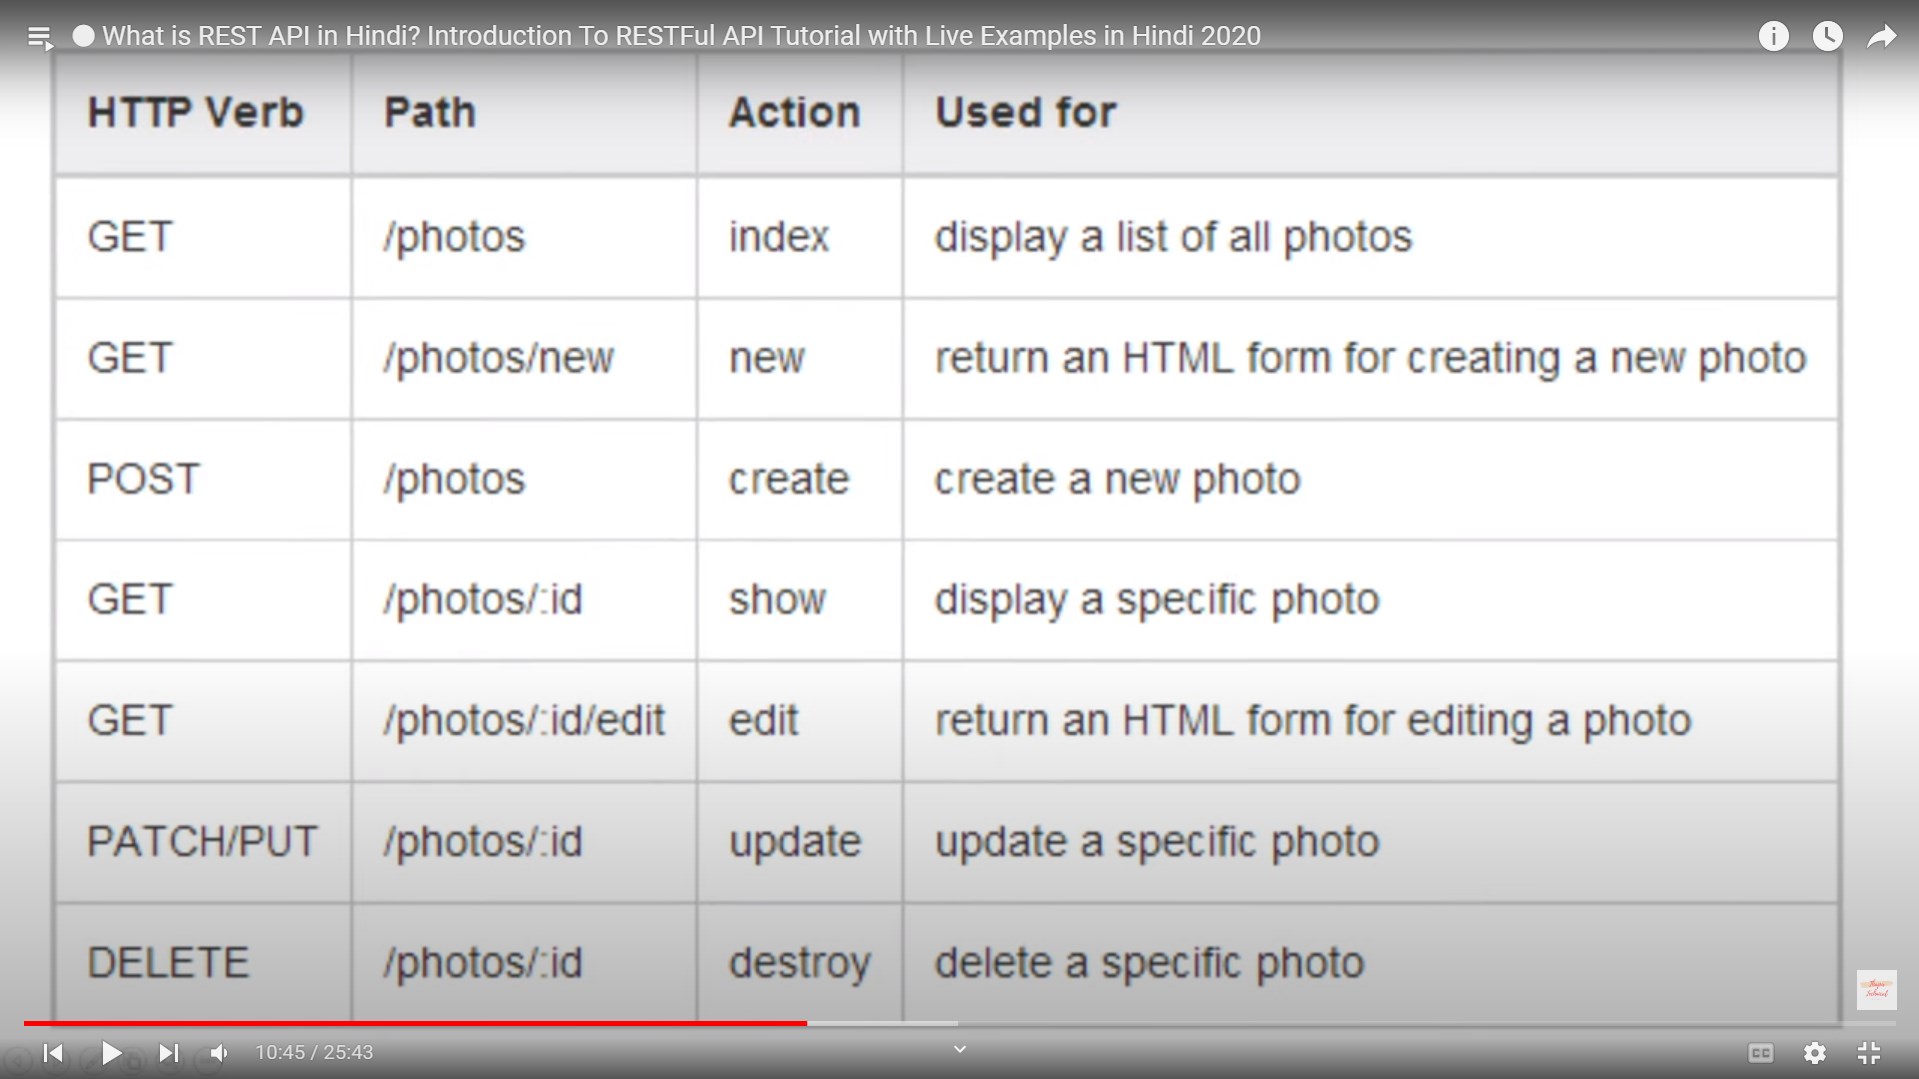 What is REST API in Hindi? Introduction To RESTFul API Tutorial with Live Examples in Hindi 2020
HTTP Verb Path Action Used for
GET /photos index display a list of all photos
GET /photos/new new return an HTML form for creating a new photo
POST /photos create create a new photo
GET /photos/:id show display a specific photo
GET /photos/:id/edit edit return an HTML form for editing a photo
PATCH/PUT /photos/:id update update a specific photo
DELETE /photos/:id destroy delete a specific photo
10:45 / 25:43
CC